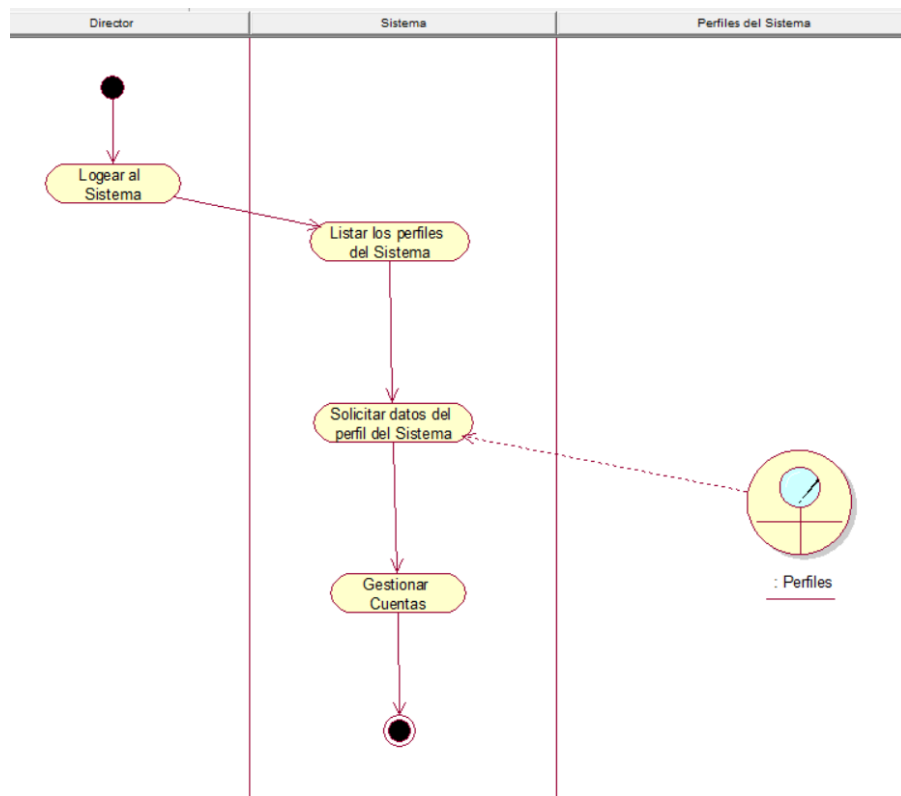 Director
Sistema
Perfiles del Sistema
Logear al
Sistema
Listar los perfiles
del Sistema
Solicitar datos del
perfil del Sistema
Gestionar
Cuentas
: Perfiles